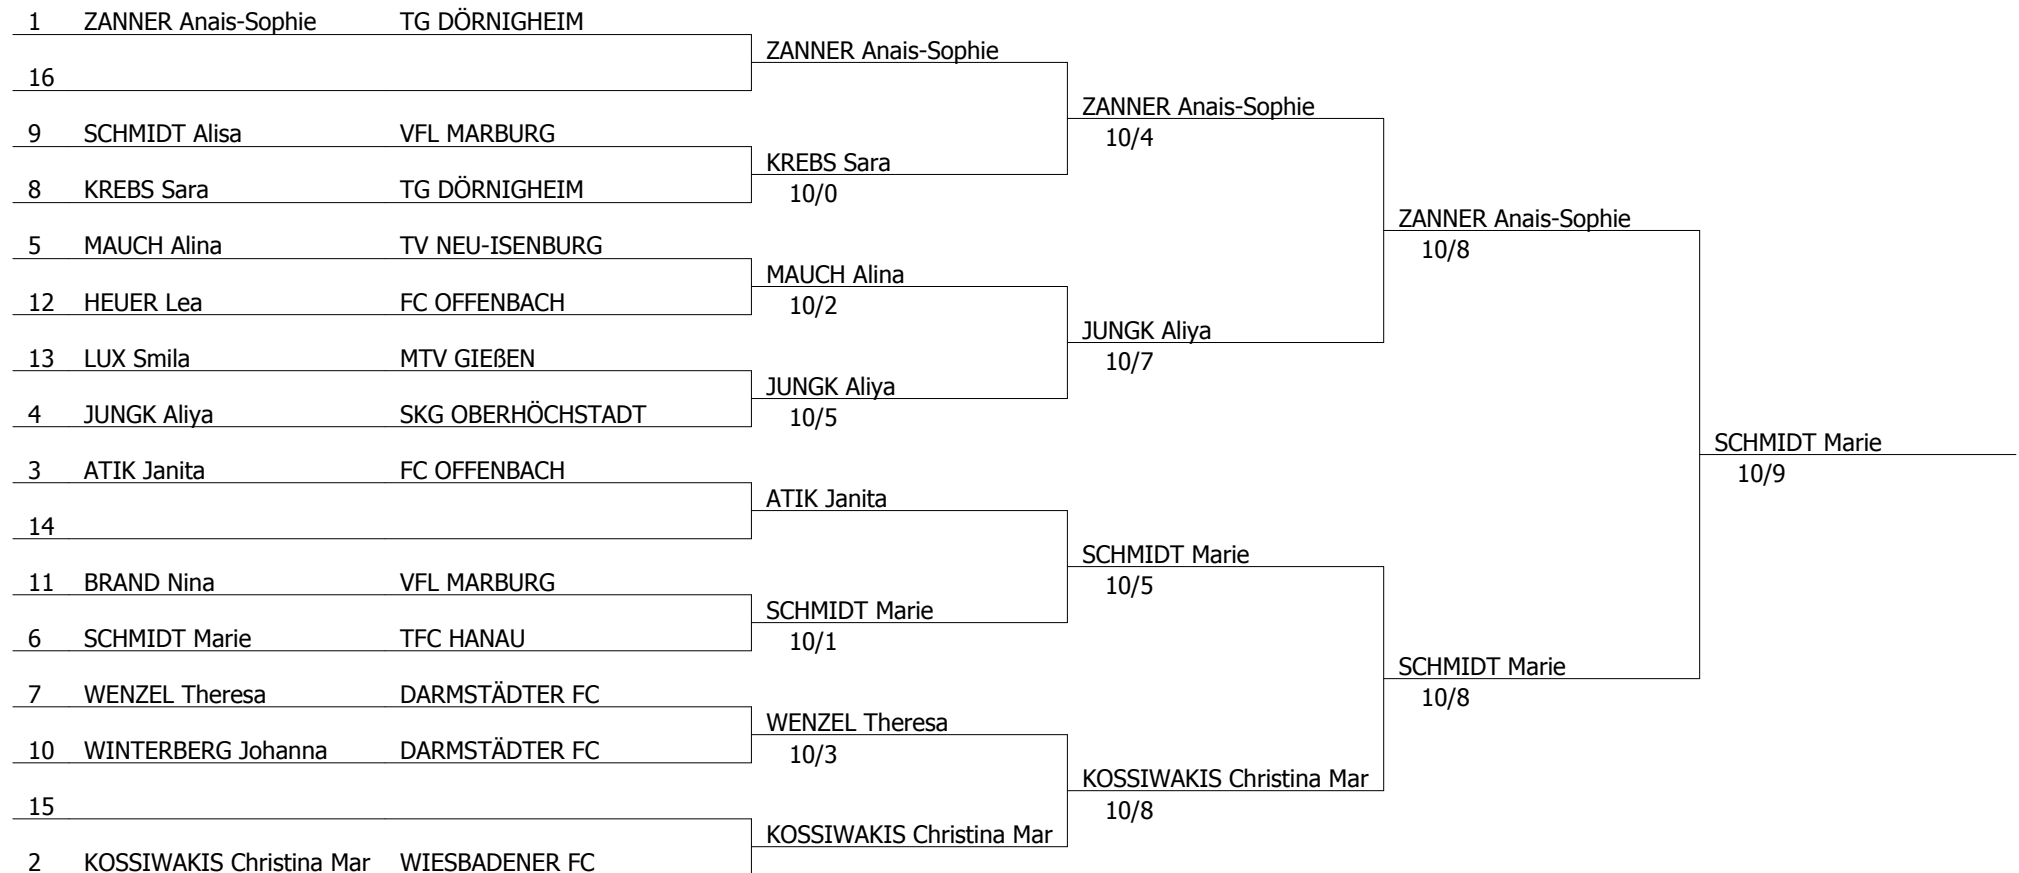 1 ZANNER Anais-Sophie TG DÖRNIGHEIM
ZANNER Anais-Sophie
16
ZANNER Anais-Sophie
10/4
9 SCHMIDT Alisa VFL MARBURG
KREBS Sara
10/0
8 KREBS Sara TG DÖRNIGHEIM
ZANNER Anais-Sophie
10/8
5 MAUCH Alina TV NEU-ISENBURG
MAUCH Alina
10/2
12 HEUER Lea FC OFFENBACH
JUNGK Aliya
10/7
13 LUX Smila MTV GIEßEN
JUNGK Aliya
10/5
4 JUNGK Aliya SKG OBERHÖCHSTADT
SCHMIDT Marie
10/9
3 ATIK Janita FC OFFENBACH
ATIK Janita
14
SCHMIDT Marie
10/5
11 BRAND Nina VFL MARBURG
SCHMIDT Marie
10/1
6 SCHMIDT Marie TFC HANAU
SCHMIDT Marie
10/8
7 WENZEL Theresa DARMSTÄDTER FC
WENZEL Theresa
10/3
10 WINTERBERG Johanna DARMSTÄDTER FC
KOSSIWAKIS Christina Mar
10/8
15
KOSSIWAKIS Christina Mar
2 KOSSIWAKIS Christina Mar WIESBADENER FC